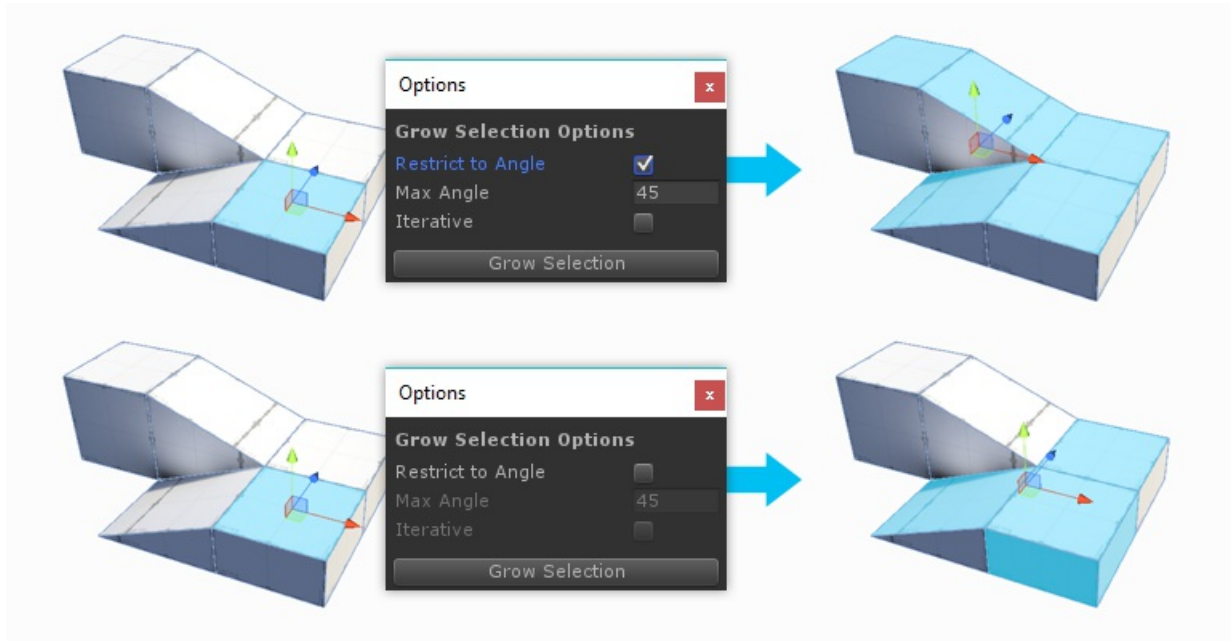 Options
x
Grow Selection Options
Restrict to Angle
Max Angle 45
Iterative
Grow Selection
Options
x
Grow Selection Options
Restrict to Angle
Max Angle 45
Iterative
Grow Selection